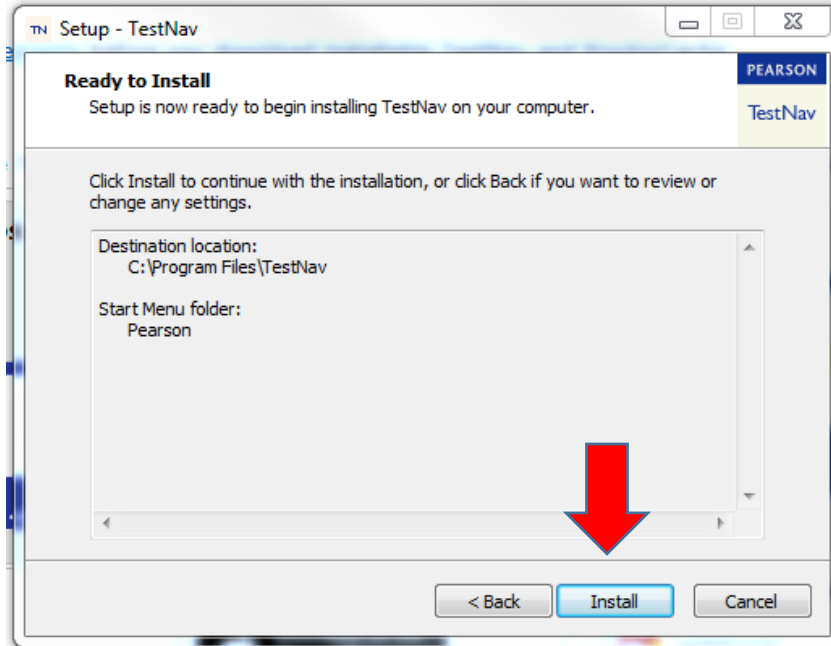 TN Setup - TestNav
Ready to Install
Setup is now ready to begin installing TestNav on your computer.
PEARSON
TestNav
Click Install to continue with the installation, or click Back if you want to review or
change any settings.
Destination location:
C:\Program Files\TestNav
Start Menu folder:
Pearson
< Back Install Cancel